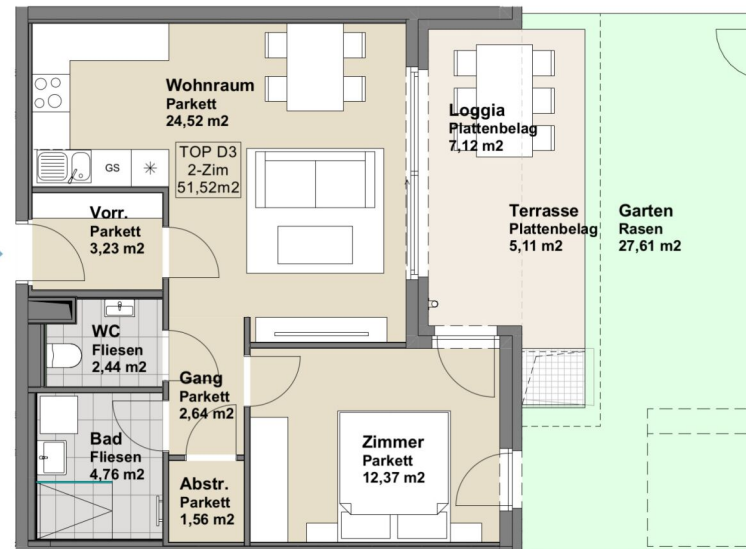 Wohnraum
Parkett
24,52 m2
TOP D3
2-Zim
51,52m2
GS
Loggia
Plattenbelag
7,12 m2
Terrasse
Plattenbelag
5,11 m2
Garten
Rasen
27,61 m2
Vorr.
Parkett
3,23 m2
WC
Fliesen
2,44 m2
Gang
Parkett
2,64 m2
Bad
Fliesen
4,76 m2
Abstr.
Parkett
1,56 m2
Zimmer
Parkett
12,37 m2